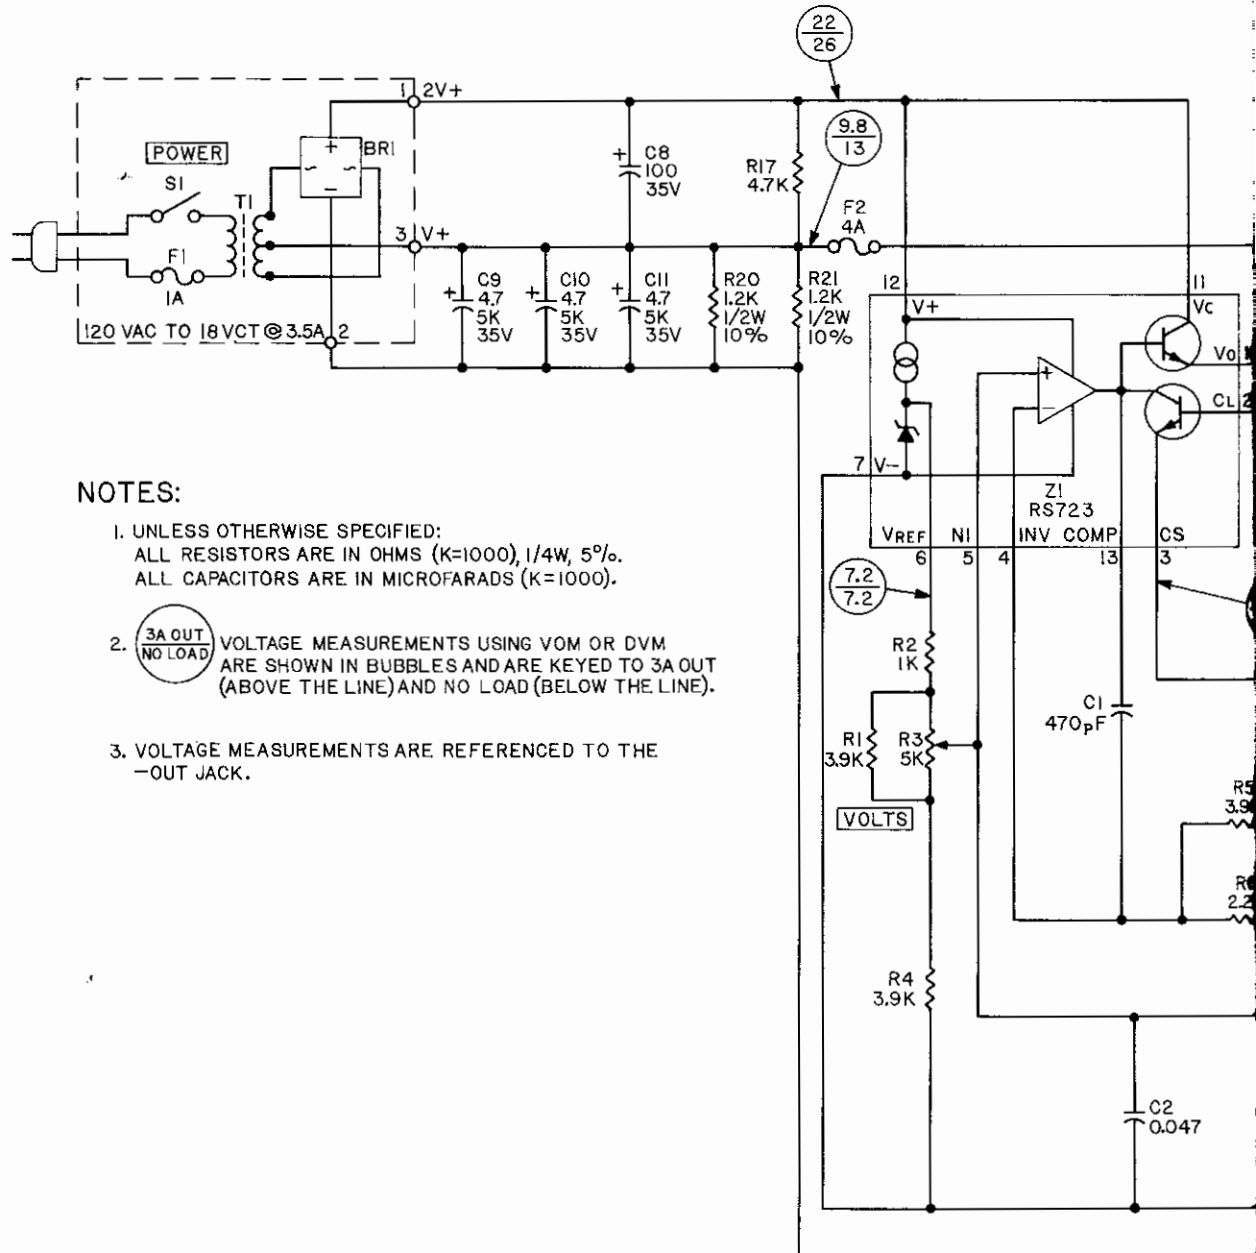 22
26
1 2V+
9.8
13
POWER
BR1
+
~ ~
−
S1
T1
F1
1A
3 V+
120 VAC TO 18 VCT @ 3.5A 2
+ C8
100
35V
R17
4.7K
F2
4A
+ C9
4.7
5K
35V
+ C10
4.7
5K
35V
+ C11
4.7
5K
35V
R20
1.2K
1/2W
10%
R21
1.2K
1/2W
10%
12
V+
11
VC
VO
+
−
CL 2
7 V−
Z1
RS723
VREF NI INV COMP CS
6 5 4 13 3
7.2
7.2
R2
1K
R1
3.9K
R3
5K
VOLTS
C1
470pF
R5
3.9
2.2
R4
3.9K
C2
0.047
NOTES:
1. UNLESS OTHERWISE SPECIFIED:
ALL RESISTORS ARE IN OHMS (K=1000), 1/4W, 5%.
ALL CAPACITORS ARE IN MICROFARADS (K=1000).
2. 3A OUT
NO LOAD
VOLTAGE MEASUREMENTS USING VOM OR DVM
ARE SHOWN IN BUBBLES AND ARE KEYED TO 3A OUT
(ABOVE THE LINE) AND NO LOAD (BELOW THE LINE).
3. VOLTAGE MEASUREMENTS ARE REFERENCED TO THE
−OUT JACK.